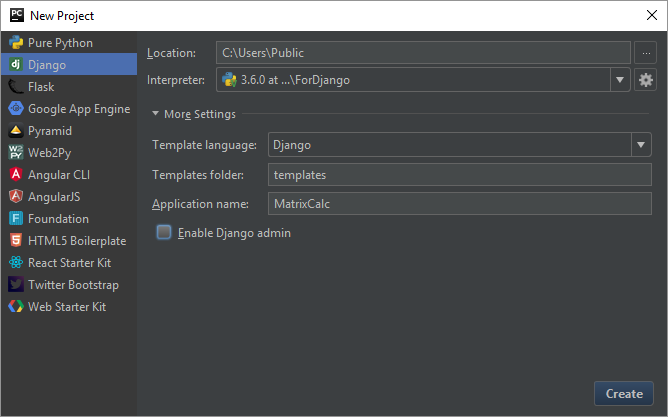 PC New Project
Pure Python
Django
Flask
Google App Engine
Pyramid
Web2Py
Angular CLI
AngularJS
Foundation
HTML5 Boilerplate
React Starter Kit
Twitter Bootstrap
Web Starter Kit
Location: C:\Users\Public ...
Interpreter: 3.6.0 at ...\ForDjango
More Settings
Template language: Django
Templates folder: templates
Application name: MatrixCalc
Enable Django admin
Create